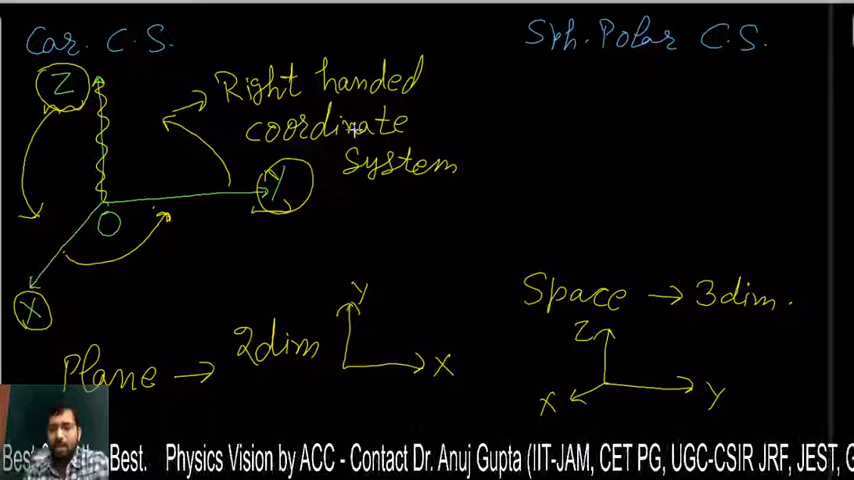 Car. C.S.
Sph. Polar C.S.
Z
Right handed
coordinate
system
Y
O
X
Space → 3dim.
Plane → 2dim
Y
X
Z
X
Y
Best. Physics Vision by ACC - Contact Dr. Anuj Gupta (IIT-JAM, CET PG, UGC-CSIR JRF, JEST, G